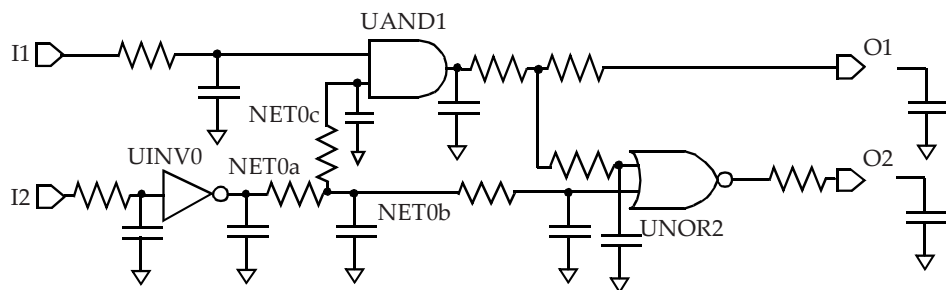 UAND1
I1
O1
NET0c
UINV0
NET0a
I2
O2
NET0b
UNOR2